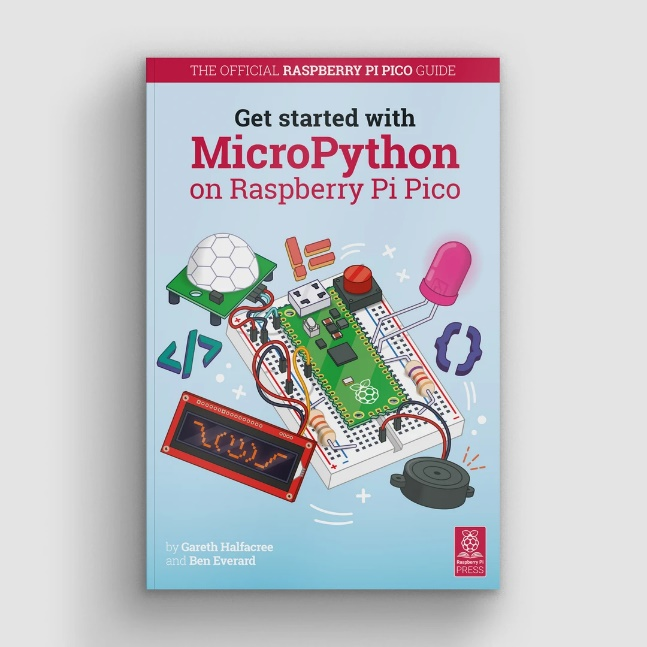 THE OFFICIAL RASPBERRY PI PICO GUIDE
Get started with
MicroPython
on Raspberry Pi Pico
</>
!=
{}
¯\(ツ)/¯
by Gareth Halfacree
and Ben Everard
Raspberry Pi
PRESS